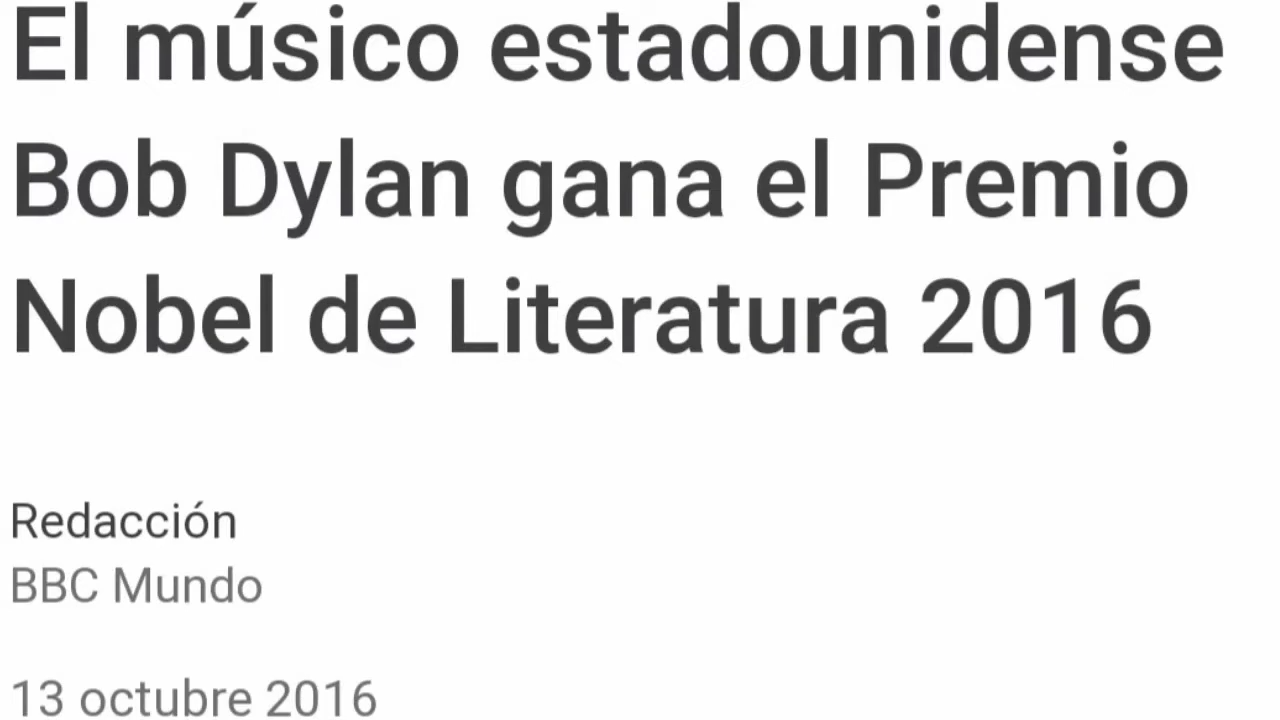 El músico estadounidense
Bob Dylan gana el Premio
Nobel de Literatura 2016
Redacción
BBC Mundo
13 octubre 2016